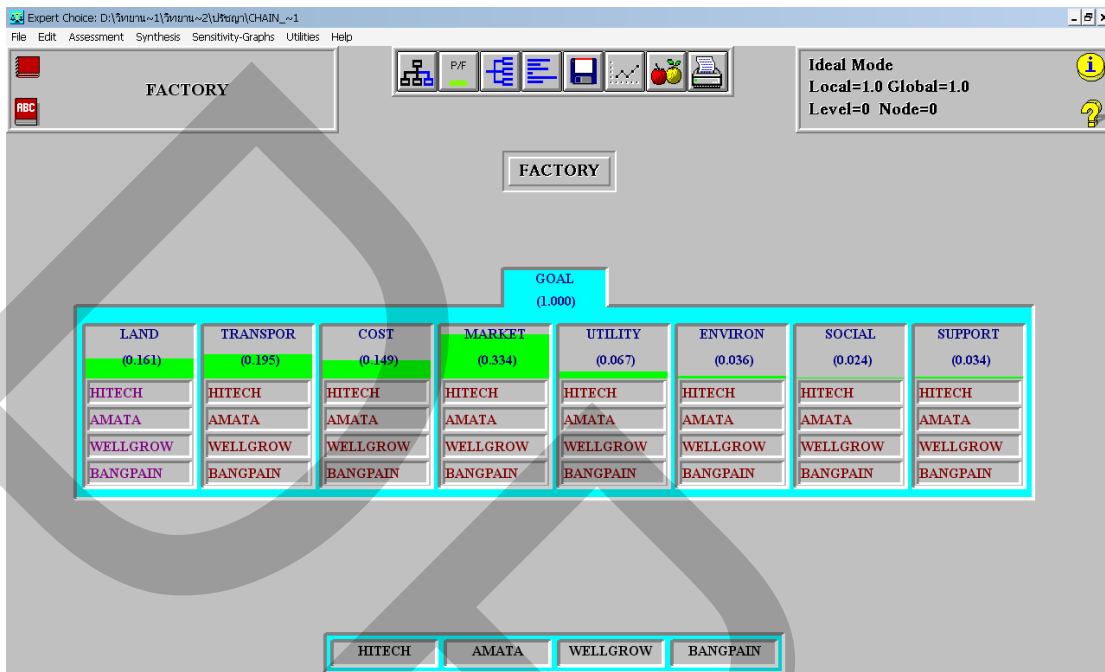 Expert Choice: D:\วิทยาน~1\วิทยาน~2\ปรัชญา\CHAIN_~1
File Edit Assessment Synthesis Sensitivity-Graphs Utilities Help
ABC
FACTORY
P/F
Ideal Mode
Local=1.0 Global=1.0
Level=0 Node=0
FACTORY
GOAL
(1.000)
LAND TRANSPOR COST MARKET UTILITY ENVIRON SOCIAL SUPPORT
(0.161) (0.195) (0.149) (0.334) (0.067) (0.036) (0.024) (0.034)
HITECH HITECH HITECH HITECH HITECH HITECH HITECH HITECH
AMATA AMATA AMATA AMATA AMATA AMATA AMATA AMATA
WELLGROW WELLGROW WELLGROW WELLGROW WELLGROW WELLGROW WELLGROW WELLGROW
BANGPAIN BANGPAIN BANGPAIN BANGPAIN BANGPAIN BANGPAIN BANGPAIN BANGPAIN
HITECH AMATA WELLGROW BANGPAIN